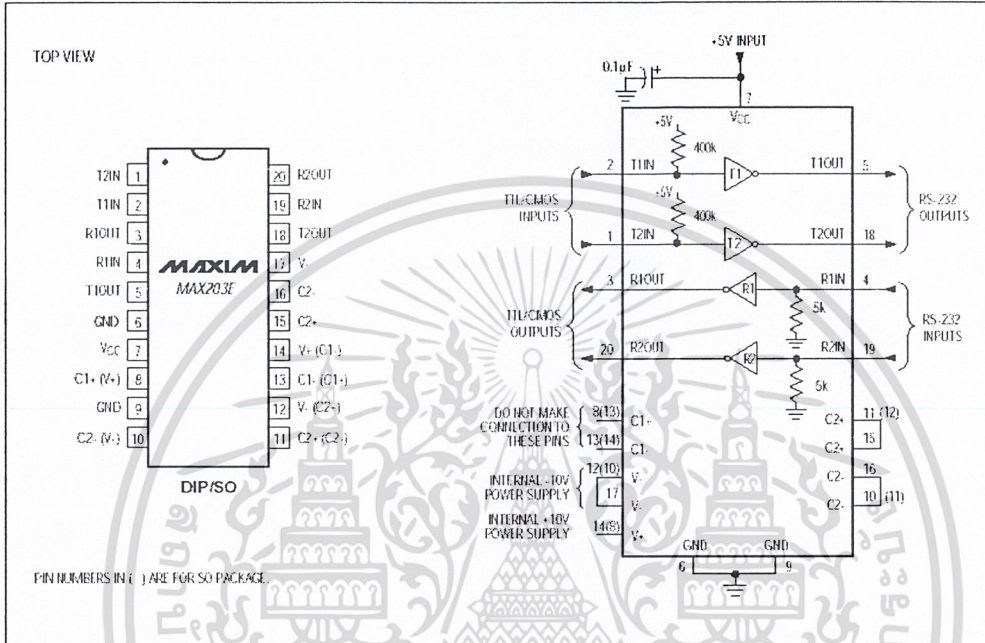 TOP VIEW
T2IN 1
T1IN 2
R1OUT 3
R1IN 4
T1OUT 5
GND 6
VCC 7
C1+ (V+) 8
GND 9
C2- (V-) 10
MAXIM
MAX203E
20 R2OUT
19 R2IN
18 T2OUT
17 V-
16 C2-
15 C2+
14 V+ (C1-)
13 C1- (C1+)
12 V- (C2+)
11 C2+ (C2-)
DIP/SO
PIN NUMBERS IN ( ) ARE FOR SO PACKAGE.
+5V INPUT
0.1µF +
7
VCC
+5V
400k
2 T1IN T1 T1OUT 5
+5V
400k
TTL/CMOS
INPUTS
RS-232
OUTPUTS
1 T2IN T2 T2OUT 18
3 R1OUT R1 R1IN 4
5k
TTL/CMOS
OUTPUTS
RS-232
INPUTS
20 R2OUT R2 R2IN 19
5k
DO NOT MAKE
CONNECTION TO
THESE PINS
8(13) C1+
13(14) C1-
C2+ 11 (12)
C2+ 15
INTERNAL -10V
POWER SUPPLY
12(10) V-
17 V-
C2- 16
C2- 10 (11)
INTERNAL +10V
POWER SUPPLY
14(8) V+
GND GND
6 9